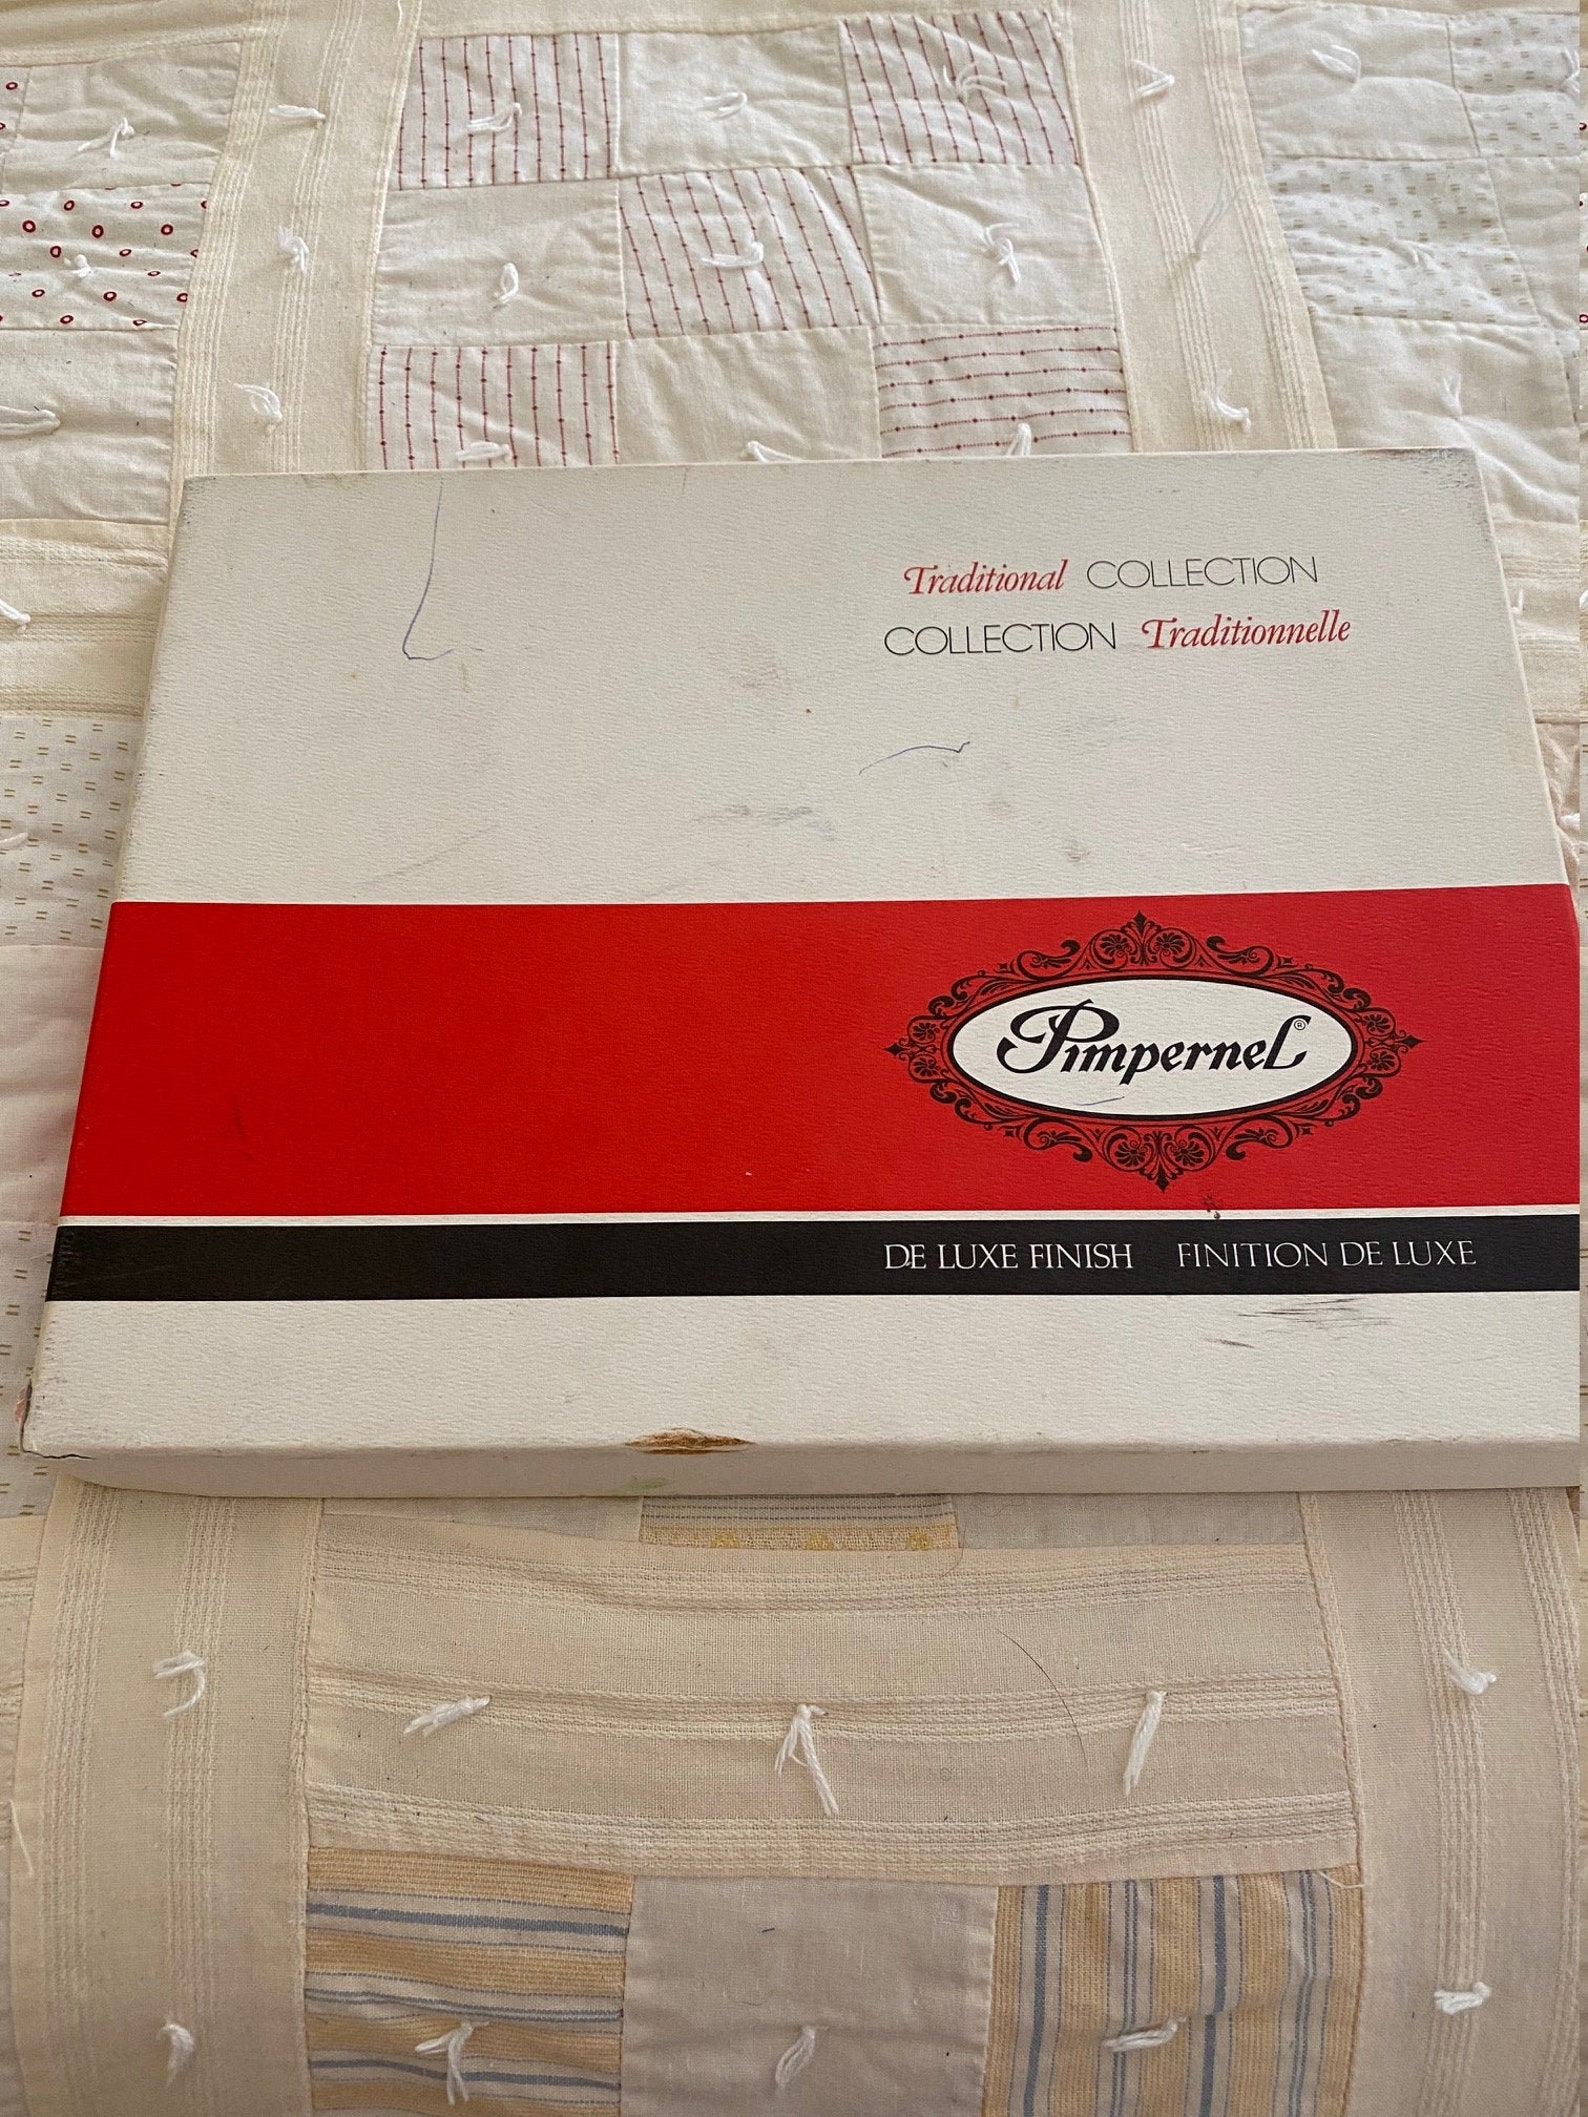 Traditional COLLECTION
COLLECTION Traditionnelle
Pimpernel®
DE LUXE FINISH FINITION DE LUXE